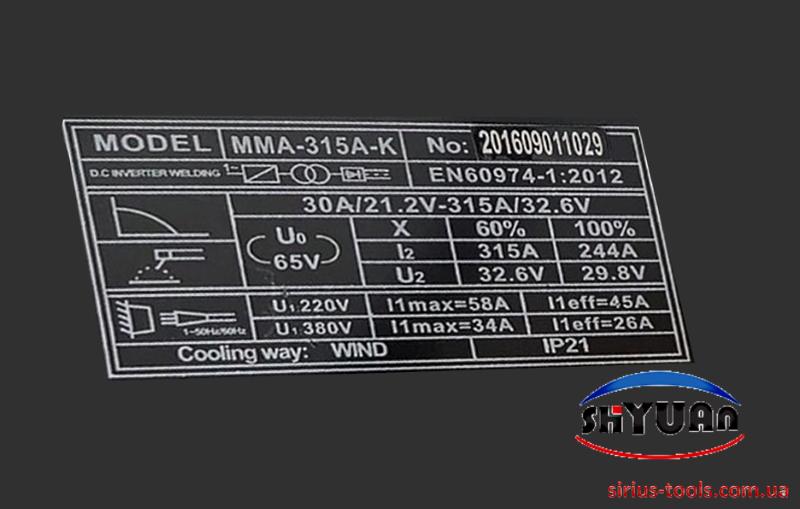 MODEL MMA-315A-K No: 201609011029
D.C INVERTER WELDING 1~ EN60974-1:2012
30A/21.2V-315A/32.6V
U0 65V X 60% 100%
I2 315A 244A
U2 32.6V 29.8V
1~50Hz/60Hz U1:220V I1max=58A I1eff=45A
U1:380V I1max=34A I1eff=26A
Cooling way: WIND IP21
SHYUAN
sirius-tools.com.ua